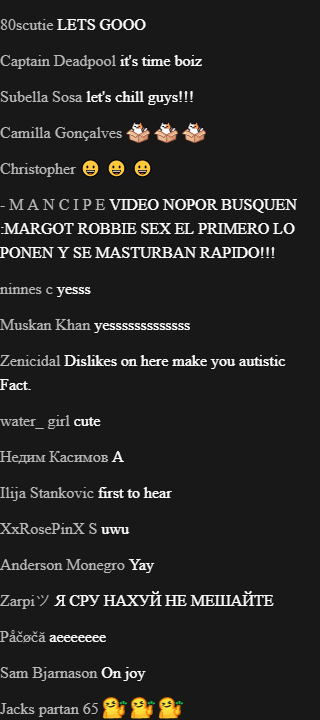 80scutie LETS GOOO
Captain Deadpool it's time boiz
Subella Sosa let's chill guys!!!
Camilla Gonçalves
Christopher 😀 😀 😀
- M A N C I P E VIDEO NOPOR BUSQUEN
:MARGOT ROBBIE SEX EL PRIMERO LO
PONEN Y SE MASTURBAN RAPIDO!!!
ninnes c yesss
Muskan Khan yesssssssssssss
Zenicidal Dislikes on here make you autistic
Fact.
water_ girl cute
Недим Касимов А
Ilija Stankovic first to hear
XxRosePinX S uwu
Anderson Monegro Yay
Zarpiツ Я СРУ НАХУЙ НЕ МЕШАЙТЕ
Påčøčă aeeeeeee
Sam Bjarnason On joy
Jacks partan 65